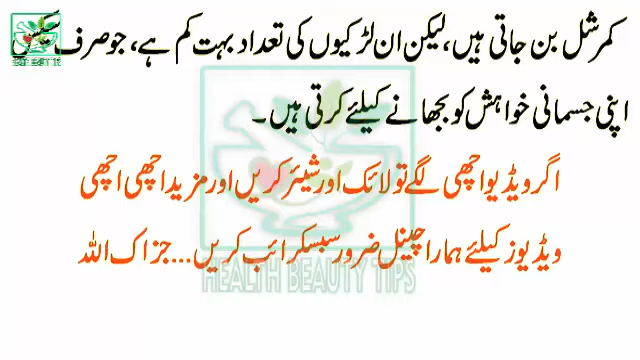 کمرشل بن جاتی ہیں، لیکن ان لڑکیوں کی تعداد بہت کم ہے، جو صرف سیکس
اپنی جسمانی خواہش کو بجھانے کیلئے کرتی ہیں۔
اگر ویڈیو اچھی لگے تو لائک اور شیئر کریں اور مزید اچھی اچھی
ویڈیوز کیلئے ہمارا چینل ضرور سبسکرائب کریں... جزاک اللہ
HEALTH BEAUTY TIPS